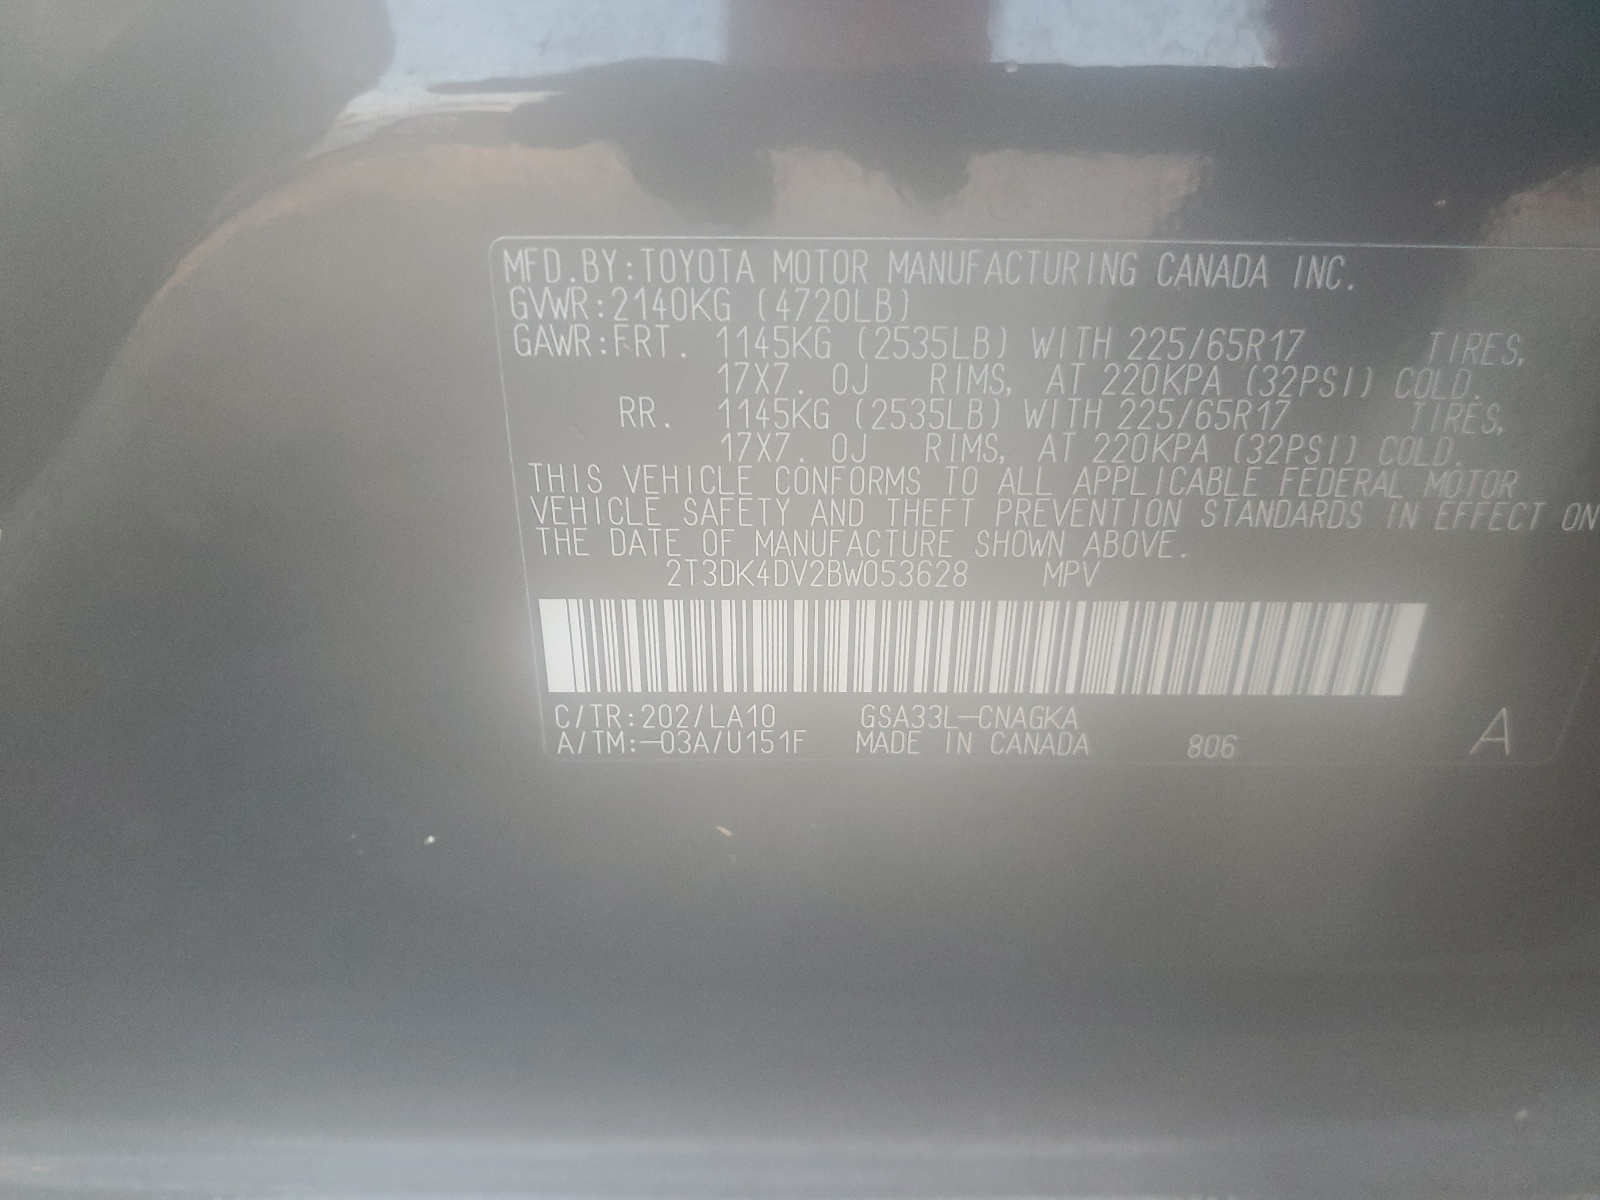 MFD.BY:TOYOTA MOTOR MANUFACTURING CANADA INC.
GVWR:2140KG (4720LB)
GAWR:FRT. 1145KG (2535LB) WITH 225/65R17 TIRES,
17X7.0J RIMS, AT 220KPA (32PSI) COLD.
RR. 1145KG (2535LB) WITH 225/65R17 TIRES,
17X7.0J RIMS, AT 220KPA (32PSI) COLD.
THIS VEHICLE CONFORMS TO ALL APPLICABLE FEDERAL MOTOR
VEHICLE SAFETY AND THEFT PREVENTION STANDARDS IN EFFECT ON
THE DATE OF MANUFACTURE SHOWN ABOVE.
2T3DK4DV2BW053628 MPV
C/TR:202/LA10 GSA33L-CNAGKA
A/TM:-03A/U151F MADE IN CANADA 806 A